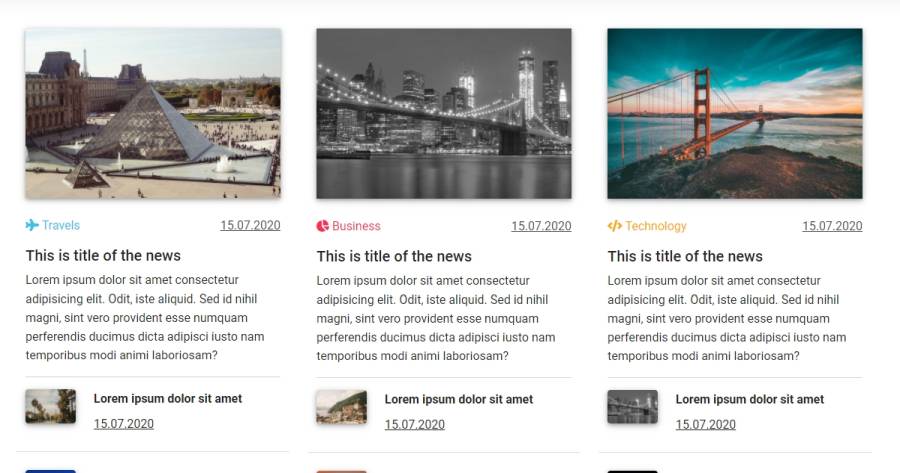 Travels 15.07.2020
This is title of the news
Lorem ipsum dolor sit amet consectetur
adipisicing elit. Odit, iste aliquid. Sed id nihil
magni, sint vero provident esse numquam
perferendis ducimus dicta adipisci iusto nam
temporibus modi animi laboriosam?
Lorem ipsum dolor sit amet
15.07.2020
Business 15.07.2020
This is title of the news
Lorem ipsum dolor sit amet consectetur
adipisicing elit. Odit, iste aliquid. Sed id nihil
magni, sint vero provident esse numquam
perferendis ducimus dicta adipisci iusto nam
temporibus modi animi laboriosam?
Lorem ipsum dolor sit amet
15.07.2020
Technology 15.07.2020
This is title of the news
Lorem ipsum dolor sit amet consectetur
adipisicing elit. Odit, iste aliquid. Sed id nihil
magni, sint vero provident esse numquam
perferendis ducimus dicta adipisci iusto nam
temporibus modi animi laboriosam?
Lorem ipsum dolor sit amet
15.07.2020